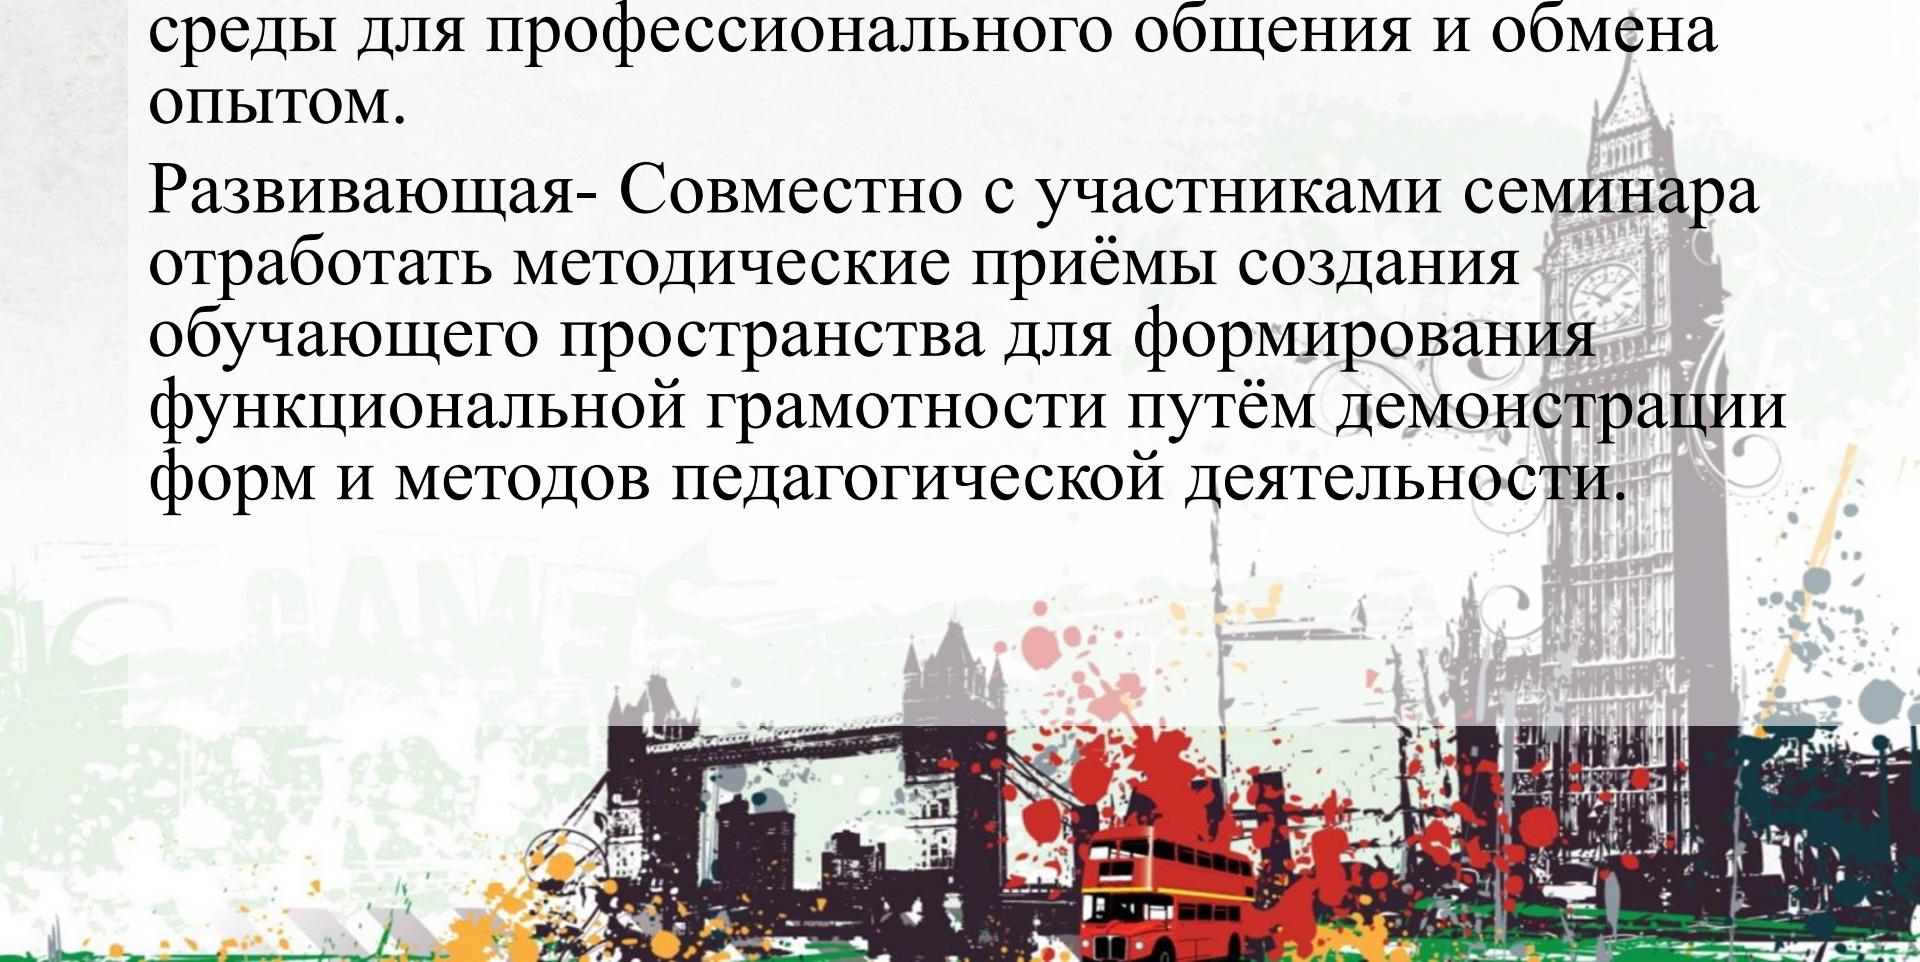 среды для профессионального общения и обмена
опытом.
Развивающая- Совместно с участниками семинара
отработать методические приёмы создания
обучающего пространства для формирования
функциональной грамотности путём демонстрации
форм и методов педагогической деятельности.
GAMES